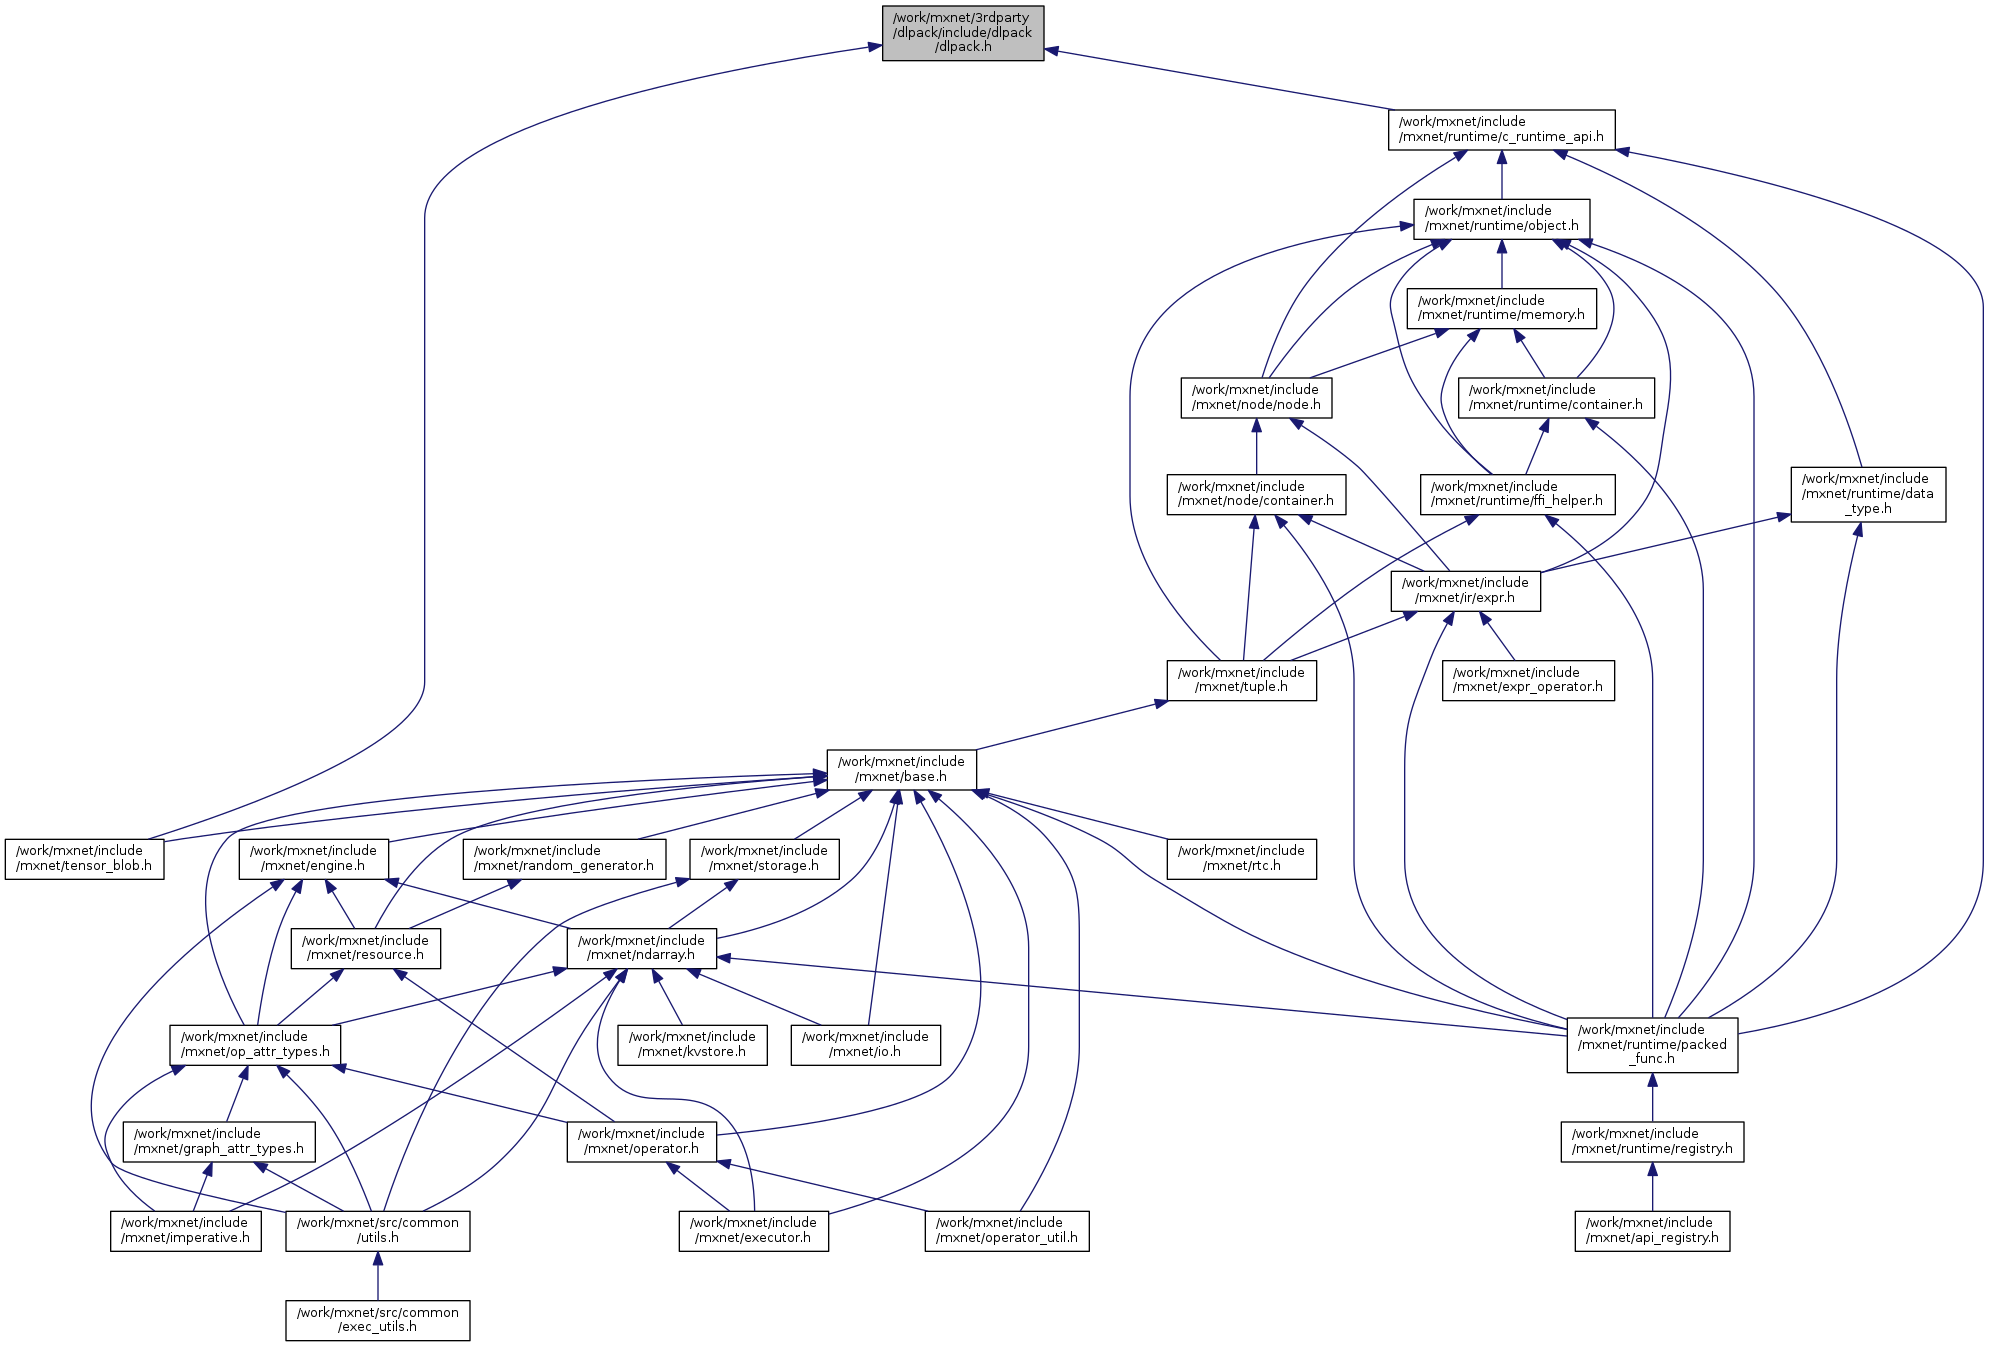 /work/mxnet/3rdparty
/dlpack/include/dlpack
/dlpack.h
/work/mxnet/include
/mxnet/runtime/c_runtime_api.h
/work/mxnet/include
/mxnet/runtime/object.h
/work/mxnet/include
/mxnet/runtime/memory.h
/work/mxnet/include
/mxnet/node/node.h
/work/mxnet/include
/mxnet/runtime/container.h
/work/mxnet/include
/mxnet/runtime/data
_type.h
/work/mxnet/include
/mxnet/node/container.h
/work/mxnet/include
/mxnet/runtime/ffi_helper.h
/work/mxnet/include
/mxnet/ir/expr.h
/work/mxnet/include
/mxnet/tuple.h
/work/mxnet/include
/mxnet/expr_operator.h
/work/mxnet/include
/mxnet/base.h
/work/mxnet/include
/mxnet/tensor_blob.h
/work/mxnet/include
/mxnet/engine.h
/work/mxnet/include
/mxnet/random_generator.h
/work/mxnet/include
/mxnet/storage.h
/work/mxnet/include
/mxnet/rtc.h
/work/mxnet/include
/mxnet/resource.h
/work/mxnet/include
/mxnet/ndarray.h
/work/mxnet/include
/mxnet/op_attr_types.h
/work/mxnet/include
/mxnet/kvstore.h
/work/mxnet/include
/mxnet/io.h
/work/mxnet/include
/mxnet/runtime/packed
_func.h
/work/mxnet/include
/mxnet/graph_attr_types.h
/work/mxnet/include
/mxnet/operator.h
/work/mxnet/include
/mxnet/runtime/registry.h
/work/mxnet/include
/mxnet/imperative.h
/work/mxnet/src/common
/utils.h
/work/mxnet/include
/mxnet/executor.h
/work/mxnet/include
/mxnet/operator_util.h
/work/mxnet/include
/mxnet/api_registry.h
/work/mxnet/src/common
/exec_utils.h